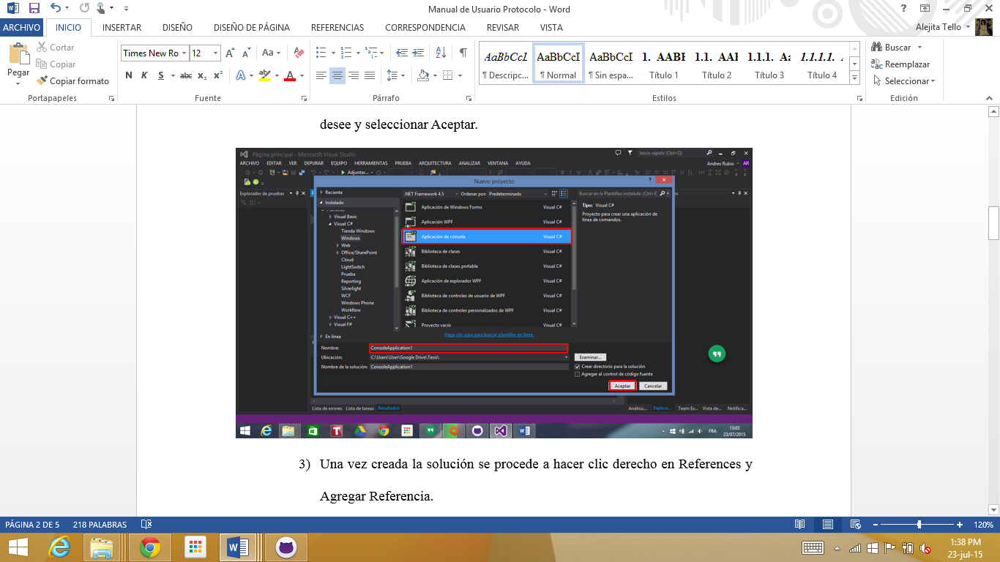 Manual de Usuario Protocolo - Word
ARCHIVO INICIO INSERTAR DISEÑO DISEÑO DE PÁGINA REFERENCIAS CORRESPONDENCIA REVISAR VISTA Alejita Tello
Pegar
Cortar
Copiar
Copiar formato
Portapapeles
Times New Ro 12
N K S abc x₂ x²
Fuente
Párrafo
AaBbCcI AaBbCcI AaBbCcI 1. AABI 1.1. AAI 1.1.1. Aa 1.1.1.1. A
¶ Descripc... ¶ Normal ¶ Sin espa... Título 1 Título 2 Título 3 Título 4
Estilos
Buscar
Reemplazar
Seleccionar
Edición
desee y seleccionar Aceptar.
Página principal - Microsoft Visual Studio
Inicio rápido (Ctrl+Q)
ARCHIVO EDITAR VER DEPURAR EQUIPO HERRAMIENTAS PRUEBA ARQUITECTURA ANALIZAR VENTANA AYUDA
Andres Rubio AR
Adjuntar...
Explorador de pruebas
Nuevo proyecto
Reciente
Instalado
Visual Basic
Visual C#
Tienda Windows
Windows
Web
Office/SharePoint
Cloud
LightSwitch
Prueba
Reporting
Silverlight
WCF
Windows Phone
Workflow
Visual C++
Visual F#
En línea
.NET Framework 4.5 Ordenar por: Predeterminado
Buscar en la Plantillas instalado (Ctrl+E)
Aplicación de Windows Forms Visual C#
Aplicación WPF Visual C#
Aplicación de consola Visual C#
Biblioteca de clases Visual C#
Biblioteca de clases portable Visual C#
Aplicación de explorador WPF Visual C#
Biblioteca de controles de usuario de WPF Visual C#
Biblioteca de controles personalizados de WPF Visual C#
Proyecto vacío Visual C#
Haga clic aquí para buscar plantillas en línea.
Tipo: Visual C#
Proyecto para crear una aplicación de
línea de comandos.
Nombre: ConsoleApplication1
Ubicación: C:\Users\User\Google Drive\Tesis\
Examinar...
Nombre de la solución: ConsoleApplication1
Crear directorio para la solución
Agregar al control de código fuente
Aceptar Cancelar
Lista de errores Lista de tareas Resultados
Análisis... Explora... Team Ex... Vista de... Notifica...
FRA
13:03
23/07/2015
3) Una vez creada la solución se procede a hacer clic derecho en References y
Agregar Referencia.
PÁGINA 2 DE 5 218 PALABRAS 120%
1:38 PM
23-jul-15